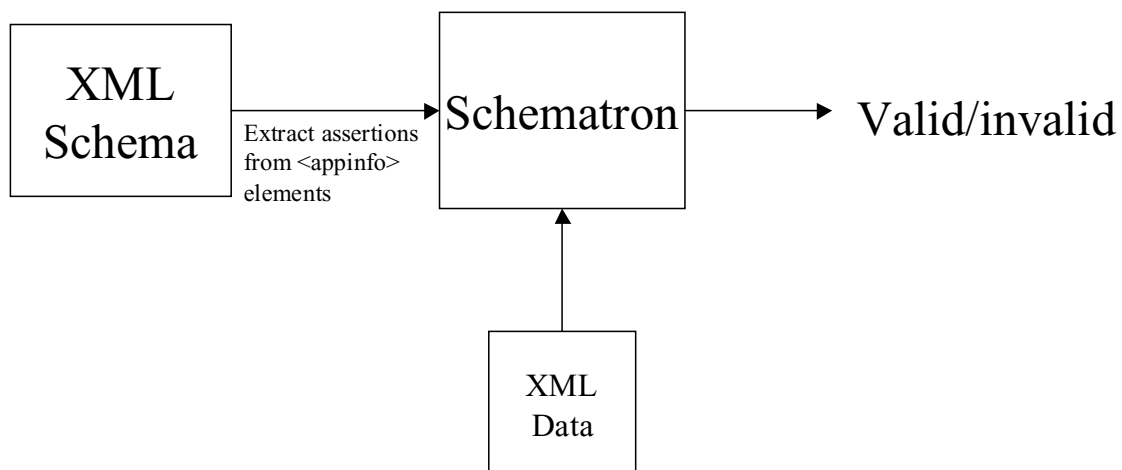 XML
Schema
Extract assertions
from <appinfo>
elements
Schematron
Valid/invalid
XML
Data